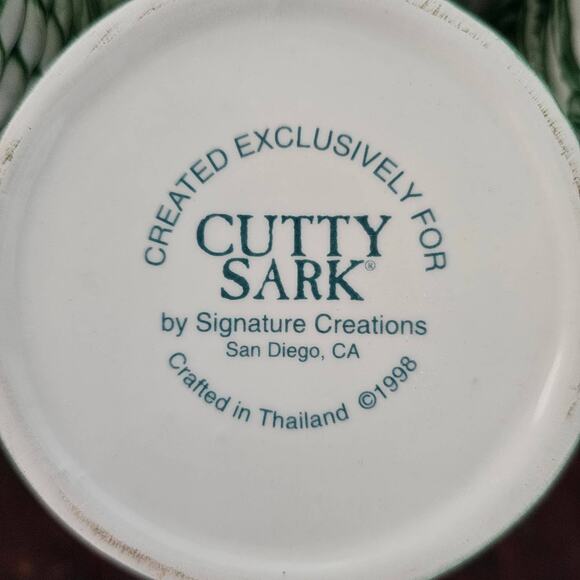 CREATED EXCLUSIVELY FOR
CUTTY
SARK®
by Signature Creations
San Diego, CA
Crafted in Thailand ©1998